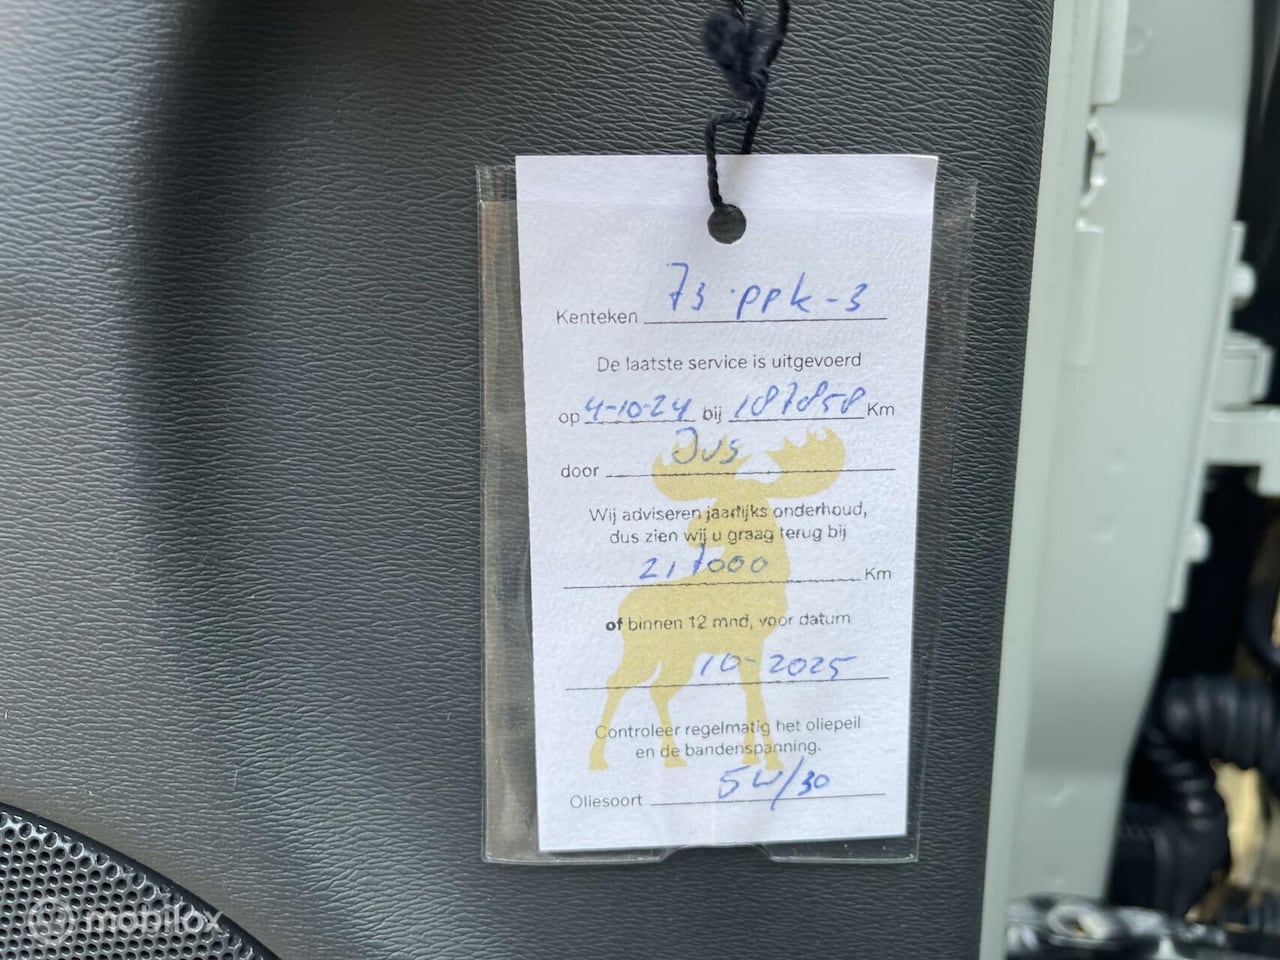 Kenteken 73-ppk-3
De laatste service is uitgevoerd
op 4-10-24 bij 187858 Km
door Jus
Wij adviseren jaarlijks onderhoud,
dus zien wij u graag terug bij
217000 Km
of binnen 12 mnd, voor datum
10-2025
Controleer regelmatig het oliepeil
en de bandenspanning.
Oliesoort 5w/30
mobilox